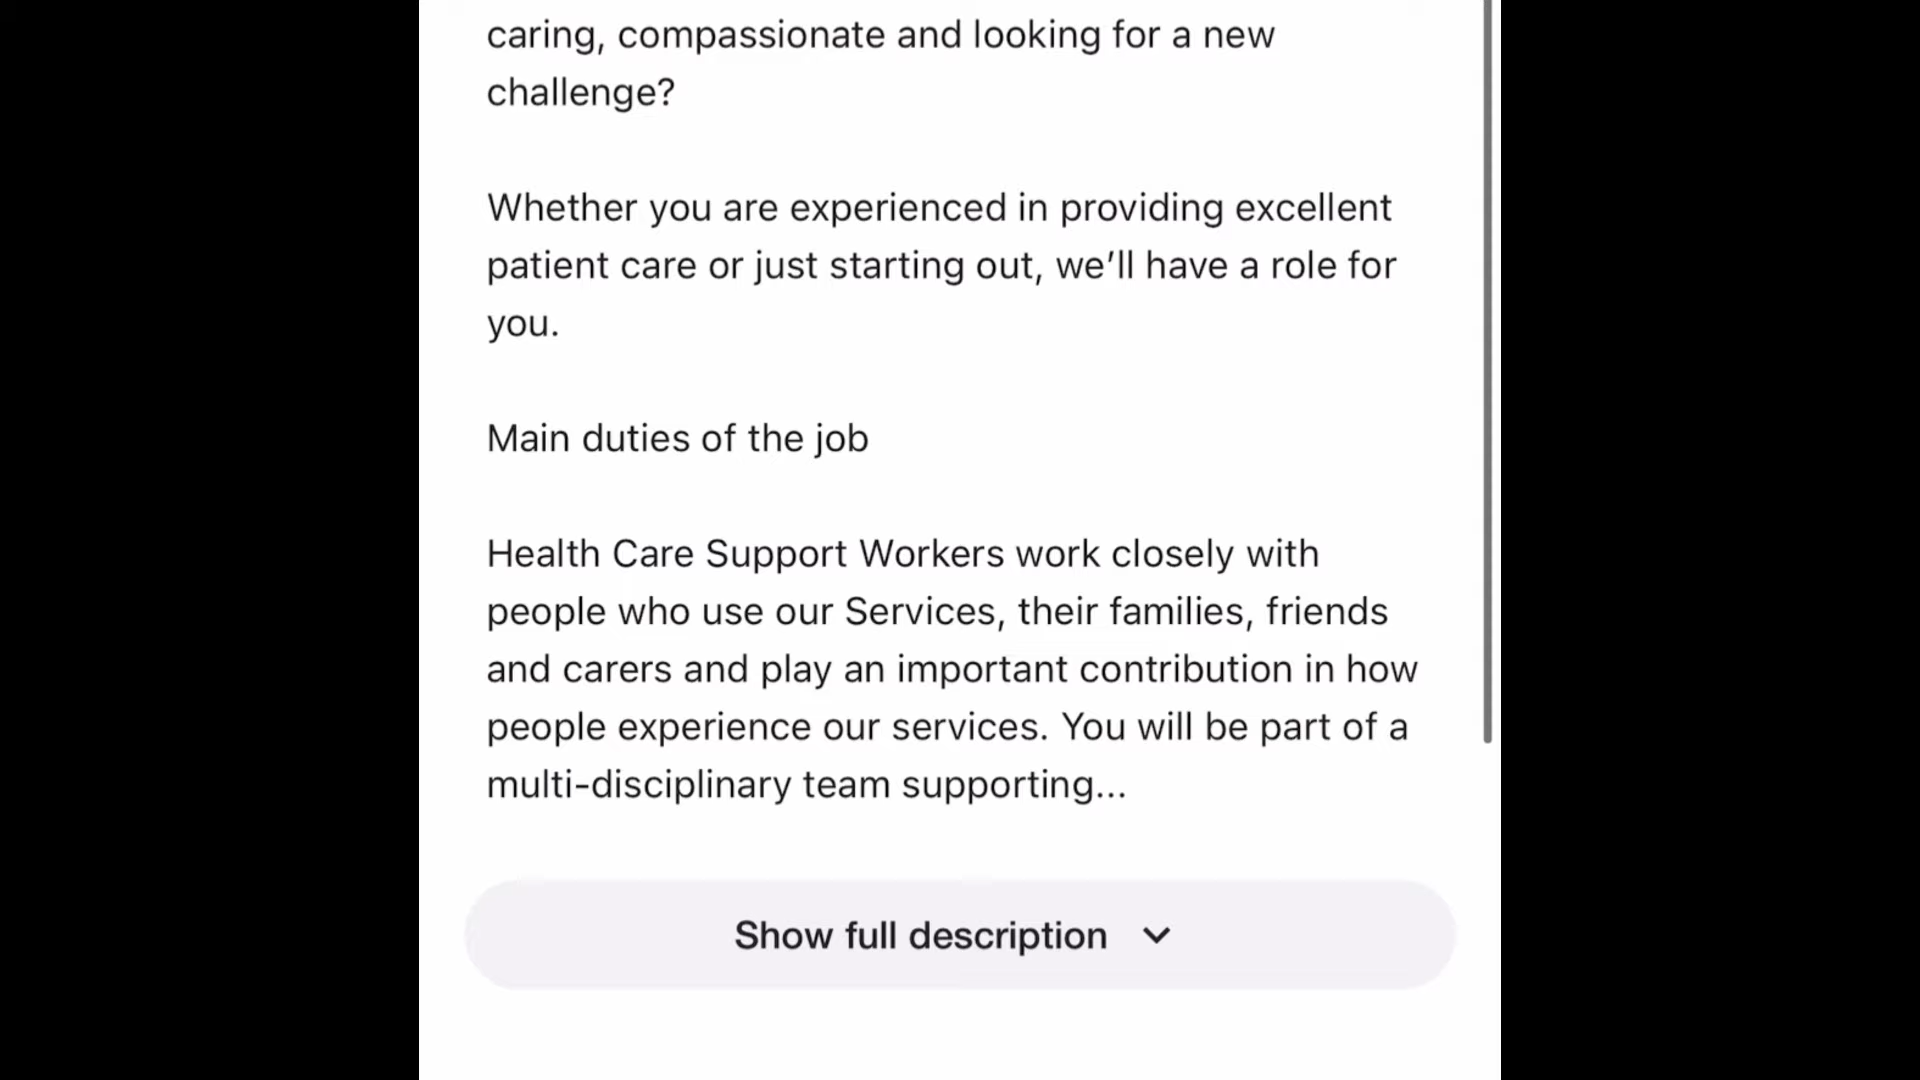 caring, compassionate and looking for a new
challenge?
Whether you are experienced in providing excellent
patient care or just starting out, we’ll have a role for
you.
Main duties of the job
Health Care Support Workers work closely with
people who use our Services, their families, friends
and carers and play an important contribution in how
people experience our services. You will be part of a
multi-disciplinary team supporting...
Show full description